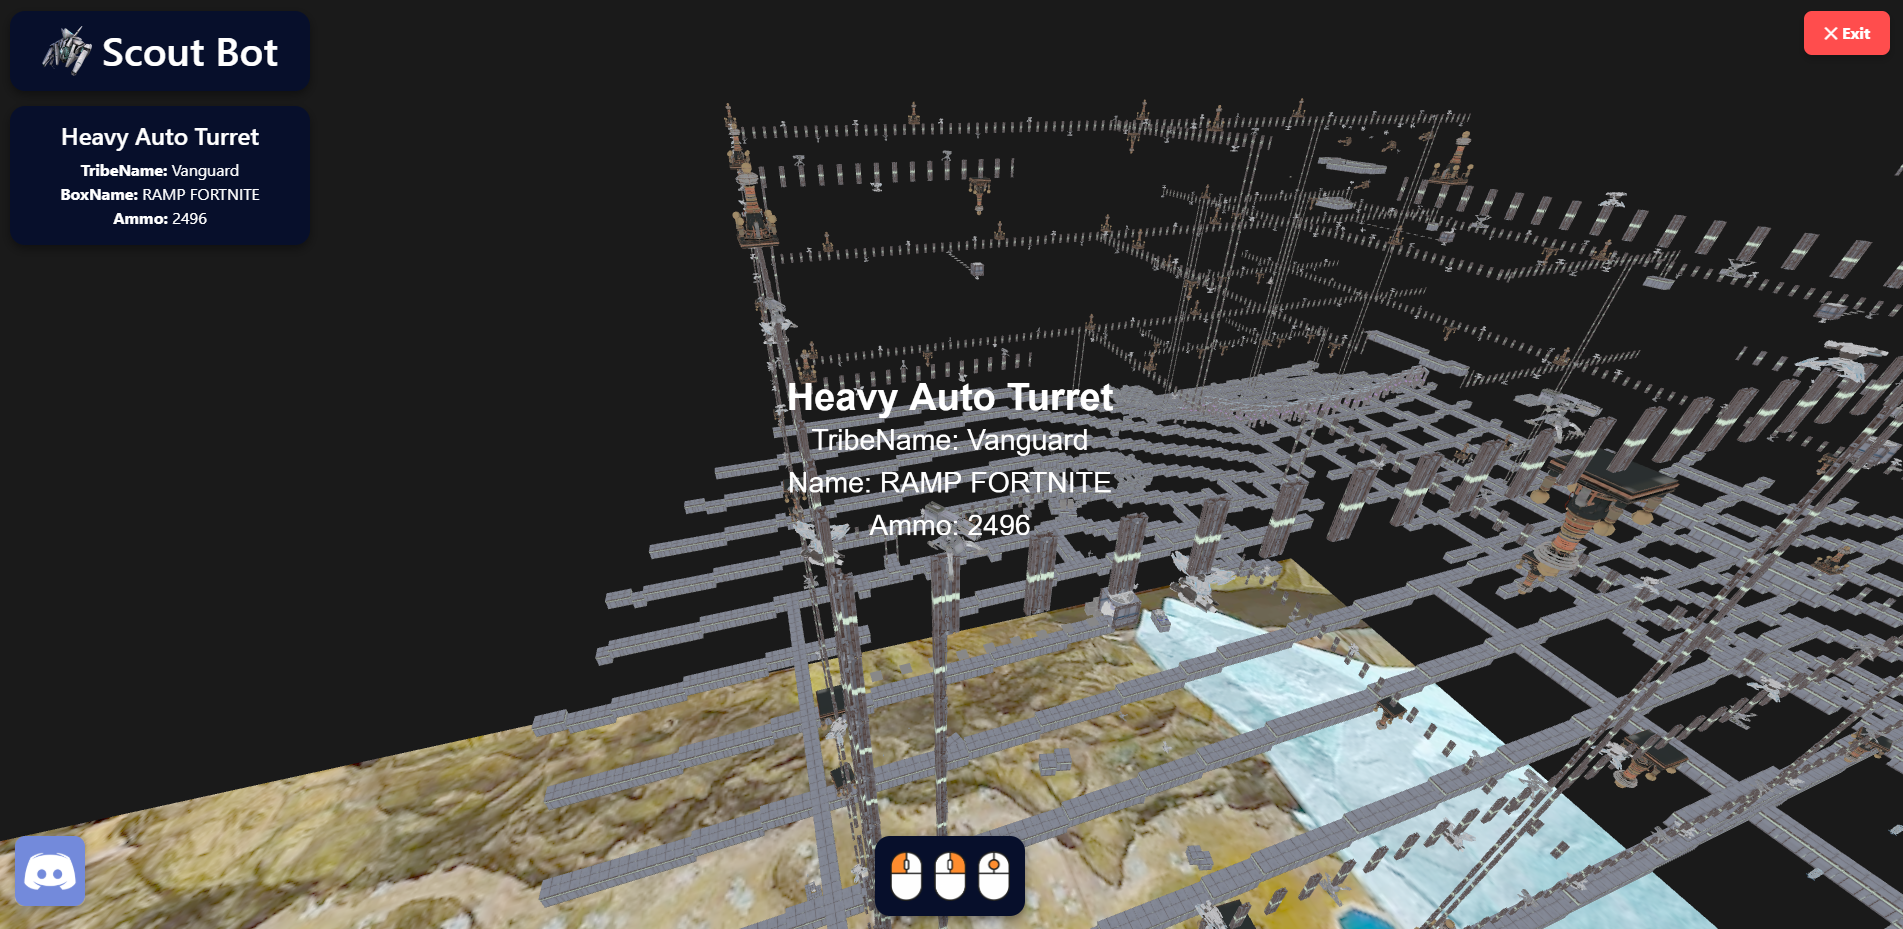 Scout Bot
Exit
Heavy Auto Turret
TribeName: Vanguard
BoxName: RAMP FORTNITE
Ammo: 2496
Heavy Auto Turret
TribeName: Vanguard
Name: RAMP FORTNITE
Ammo: 2496